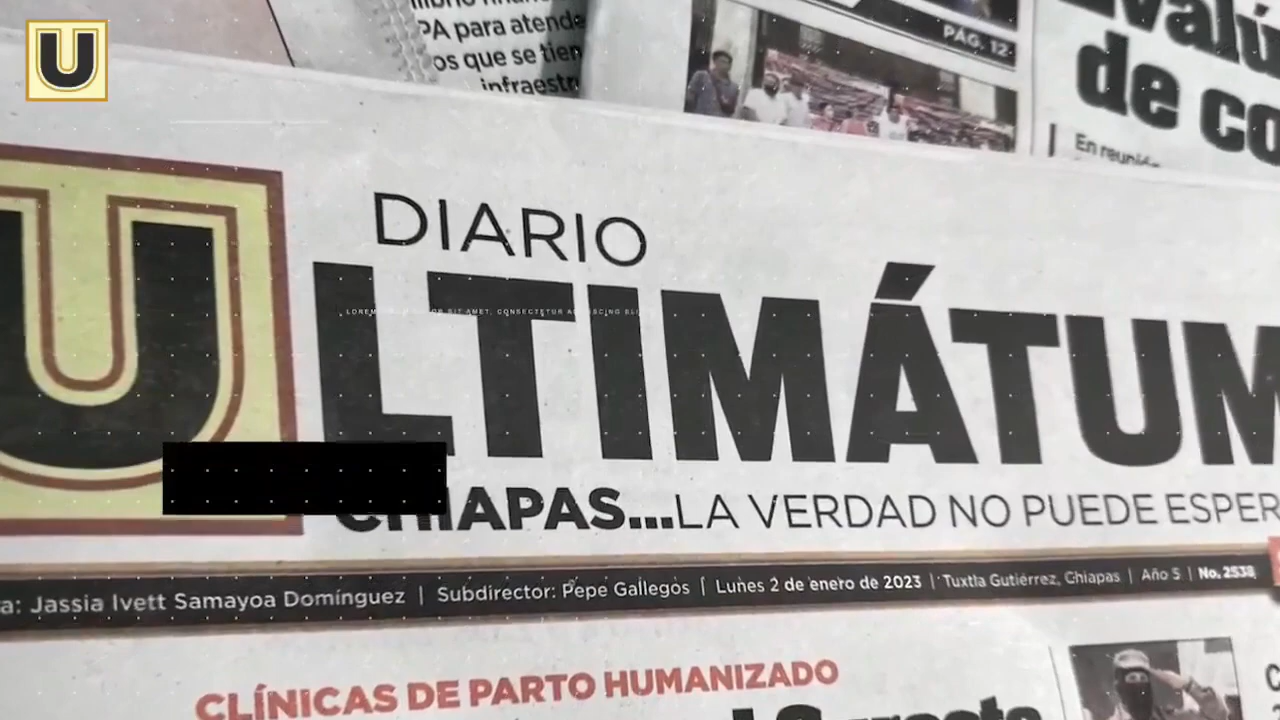 U
PA para atende
os que se tien
infraestr
PÁG. 12
de co
En reunión
DIARIO
ULTIMÁTUM
CHIAPAS...LA VERDAD NO PUEDE ESPER
a: Jassia Ivett Samayoa Domínguez | Subdirector: Pepe Gallegos | Lunes 2 de enero de 2023 | Tuxtla Gutiérrez, Chiapas | Año 5 | No. 2538
CLÍNICAS DE PARTO HUMANIZADO